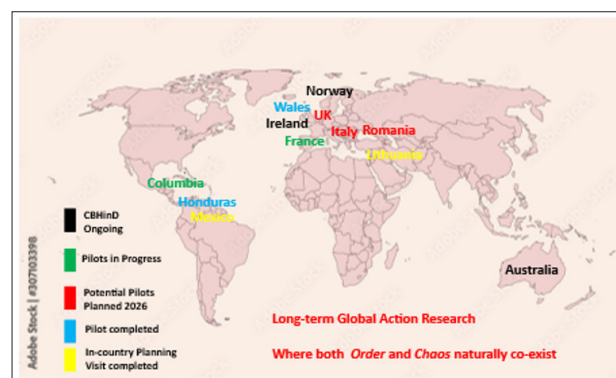 Norway
Wales
UK
Ireland
Italy
Romania
France
Lithuania
Columbia
Honduras
Mexico
Australia
CBHinD
Ongoing
Pilots in Progress
Potential Pilots
Planned 2026
Pilot completed
In-country Planning
Visit completed
Long-term Global Action Research
Where both Order and Chaos naturally co-exist
Adobe Stock | #307103398